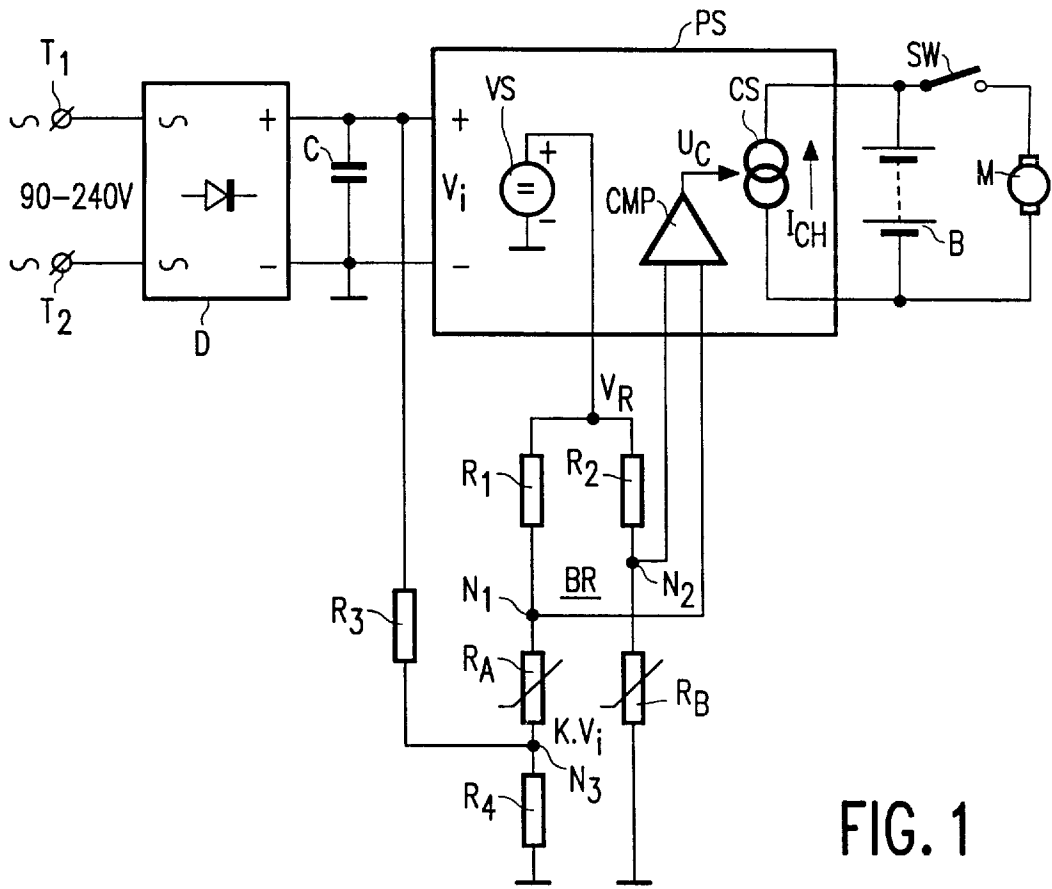 PS
T1
SW
VS
CS
+
+
+
UC
C
90-240V
Vi
=
CMP
M
-
ICH
B
-
-
T2
D
VR
R1
R2
BR
N1
N2
R3
RA
RB
K.Vi
N3
R4
FIG. 1